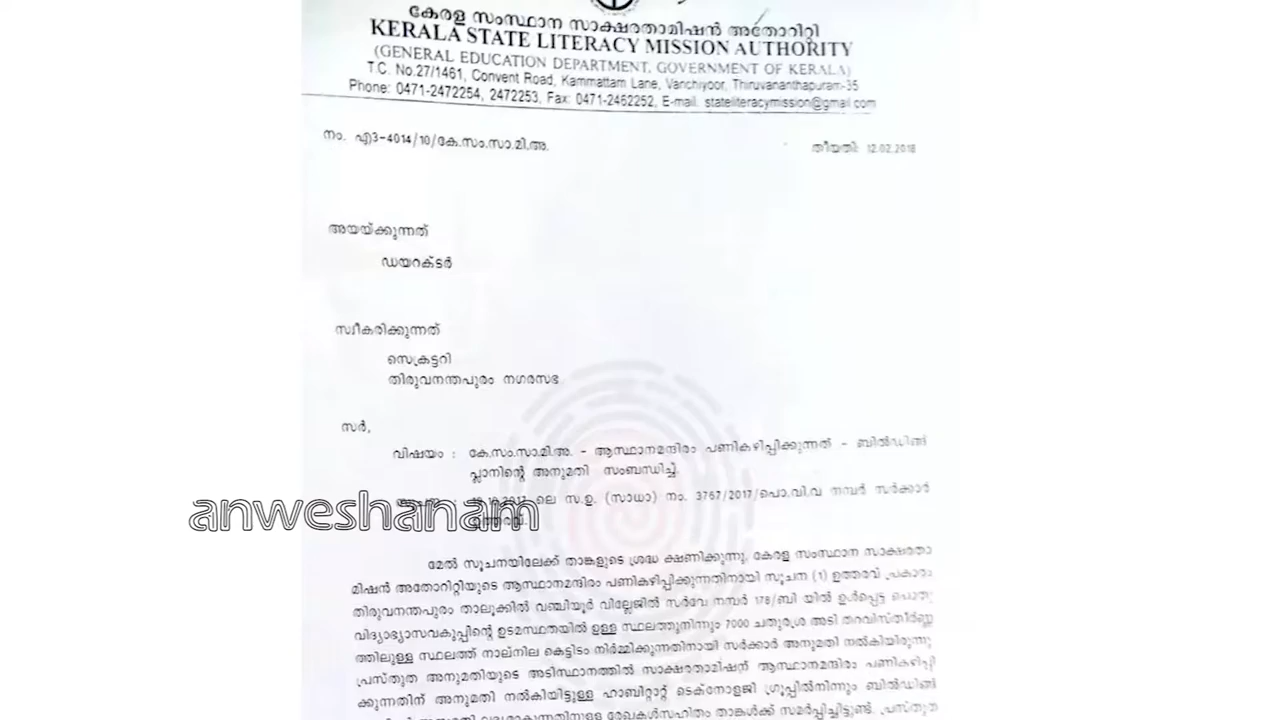 കേരള സംസ്ഥാന സാക്ഷരതാമിഷൻ അതോറിറ്റി
KERALA STATE LITERACY MISSION AUTHORITY
(GENERAL EDUCATION DEPARTMENT, GOVERNMENT OF KERALA)
T.C. No.27/1461, Convent Road, Kammattam Lane, Vanchiyoor, Thiruvananthapuram-35
Phone: 0471-2472254, 2472253, Fax: 0471-2462252, E-mail. stateliteracymission@gmail.com
നം. എ3-4014/10/കേ.സം.സാ.മി.അ. തീയതി: 12.02.2018
അയയ്ക്കുന്നത്
ഡയറക്ടർ
സ്വീകരിക്കുന്നത്
സെക്രട്ടറി
തിരുവനന്തപുരം നഗരസഭ
സർ,
വിഷയം : കേ.സം.സാ.മി.അ. - ആസ്ഥാനമന്ദിരം പണികഴിപ്പിക്കുന്നത് - ബിൽഡിങ്ങ്
പ്ലാനിന്റെ അനുമതി സംബന്ധിച്ച്.
ലെ സ.ഉ. (സാധാ) നം. 3767/2017/പൊ.വി.വ നമ്പർ സർക്കാർ
anweshanam
മേൽ സൂചനയിലേക്ക് താങ്കളുടെ ശ്രദ്ധ ക്ഷണിക്കുന്നു. കേരള സംസ്ഥാന സാക്ഷരതാ
മിഷൻ അതോറിറ്റിയുടെ ആസ്ഥാനമന്ദിരം പണികഴിപ്പിക്കുന്നതിനായി സൂചന (1) ഉത്തരവ് പ്രകാരം
തിരുവനന്തപുരം താലൂക്കിൽ വഞ്ചിയൂർ വില്ലേജിൽ സർവേ നമ്പർ 178/ബി യിൽ ഉൾപ്പെട്ട പൊതു
വിദ്യാഭ്യാസവകുപ്പിന്റെ ഉടമസ്ഥതയിൽ ഉള്ള സ്ഥലത്തുനിന്നും 7000 ചതുരശ്ര അടി തറവിസ്തീർണ്ണ
ത്തിലുള്ള സ്ഥലത്ത് നാല്നില കെട്ടിടം നിർമ്മിക്കുന്നതിനായി സർക്കാർ അനുമതി നൽകിയിരുന്നു
പ്രസ്തുത അനുമതിയുടെ അടിസ്ഥാനത്തിൽ സാക്ഷരതാമിഷന് ആസ്ഥാനമന്ദിരം പണികഴിപ്പി
ക്കുന്നതിന് അനുമതി നൽകിയിട്ടുള്ള ഹാബിറ്റാറ്റ് ടെക്നോളജി ഗ്രൂപ്പിൽനിന്നും ബിൽഡിങ്ങ്
രേഖകൾസഹിതം താങ്കൾക്ക് സമർപ്പിച്ചിട്ടുണ്ട്. പ്രസ്തുത